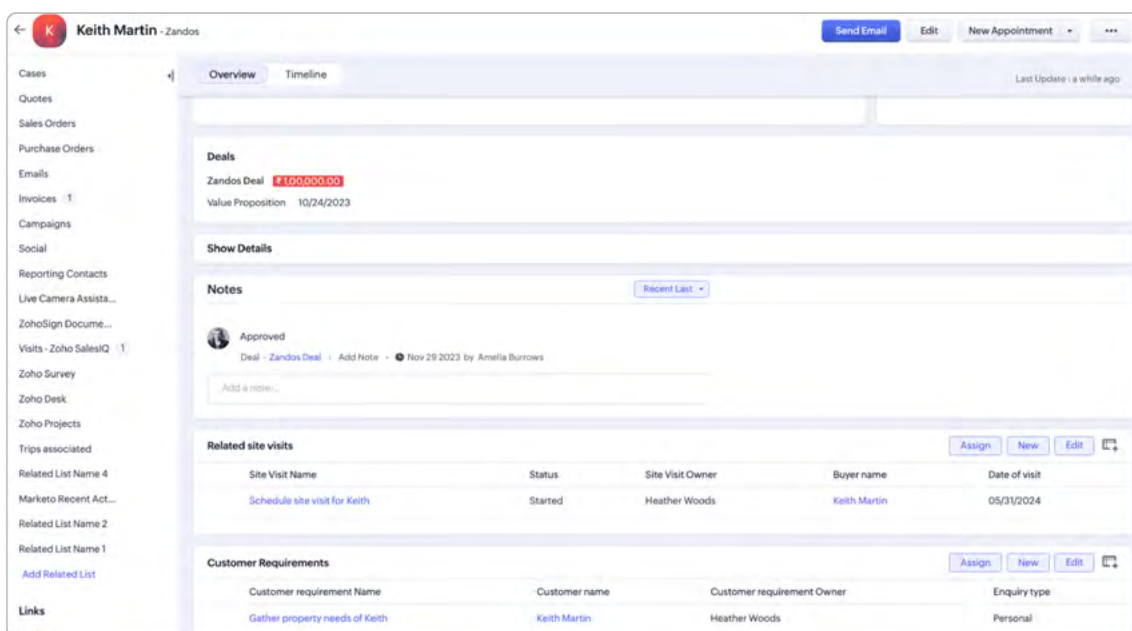 ← K Keith Martin - Zandos Send Email Edit New Appointment ...
Cases
Quotes
Sales Orders
Purchase Orders
Emails
Invoices 1
Campaigns
Social
Reporting Contacts
Live Camera Assista...
ZohoSign Docume...
Visits - Zoho SalesIQ 1
Zoho Survey
Zoho Desk
Zoho Projects
Trips associated
Related List Name 4
Marketo Recent Act...
Related List Name 2
Related List Name 1
Add Related List
Links
Overview Timeline Last Update : a while ago
Deals
Zandos Deal ₹ 1,00,000.00
Value Proposition 10/24/2023
Show Details
Notes Recent Last
Approved
Deal - Zandos Deal Add Note Nov 29 2023 by Amelia Burrows
Add a note...
Related site visits Assign New Edit
Site Visit Name Status Site Visit Owner Buyer name Date of visit
Schedule site visit for Keith Started Heather Woods Keith Martin 05/31/2024
Customer Requirements Assign New Edit
Customer requirement Name Customer name Customer requirement Owner Enquiry type
Gather property needs of Keith Keith Martin Heather Woods Personal